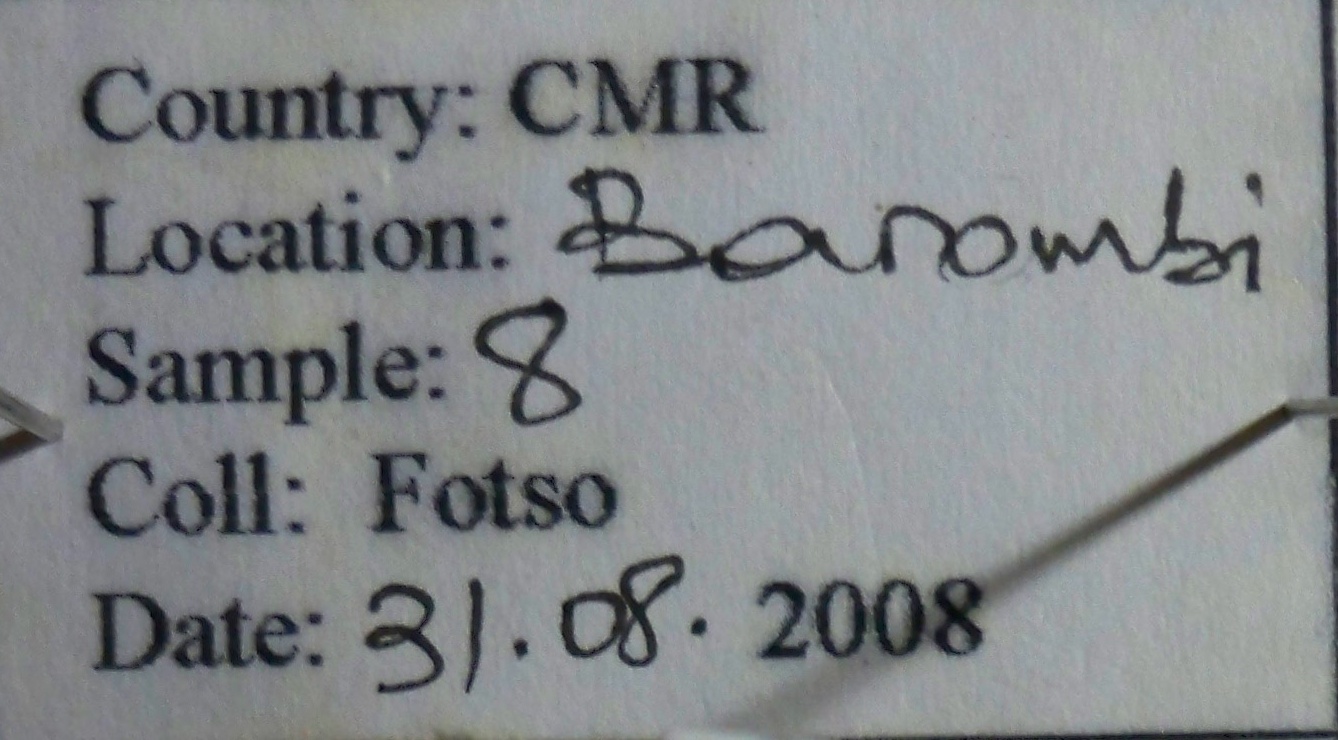 Country: CMR
Location: Barombi
Sample: 8
Coll: Fotso
Date: 31.08. 2008